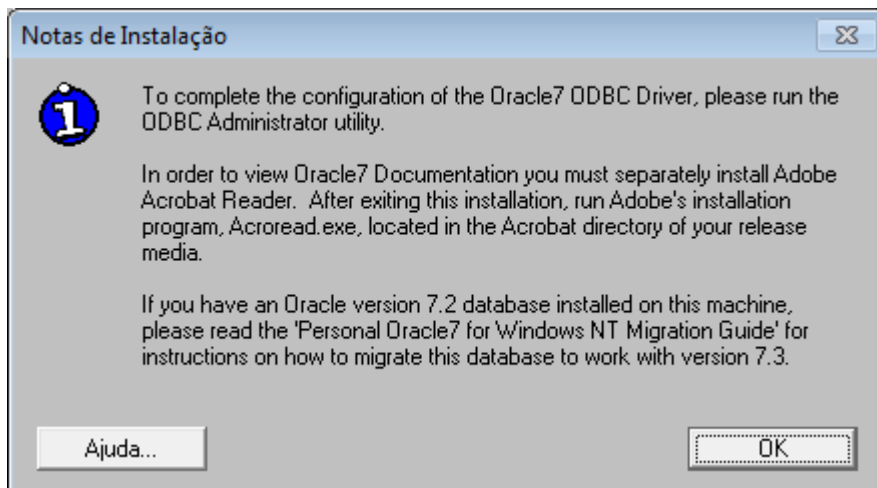 Notas de Instalação
To complete the configuration of the Oracle7 ODBC Driver, please run the
ODBC Administrator utility.
In order to view Oracle7 Documentation you must separately install Adobe
Acrobat Reader.  After exiting this installation, run Adobe's installation
program, Acroread.exe, located in the Acrobat directory of your release
media.
If you have an Oracle version 7.2 database installed on this machine,
please read the 'Personal Oracle7 for Windows NT Migration Guide' for
instructions on how to migrate this database to work with version 7.3.
Ajuda...
OK